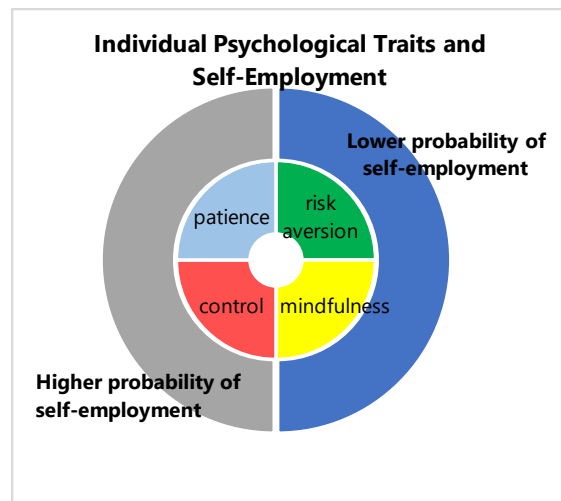 Individual Psychological Traits and
Self-Employment
Lower probability of
self-employment
patience
risk
aversion
control
mindfulness
Higher probability of
self-employment